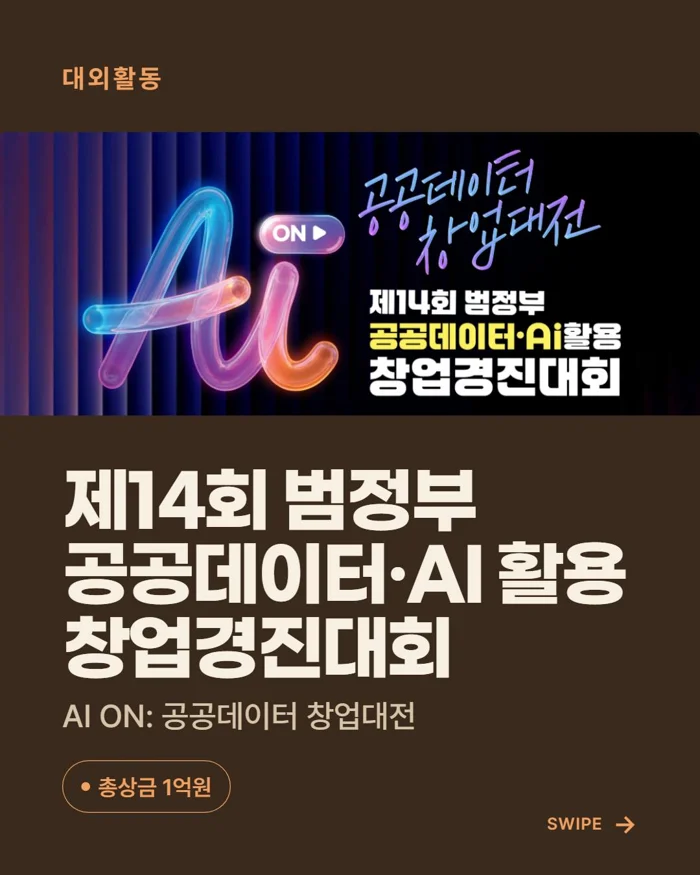 대외활동
Ai
ON
공공데이터
창업대전
제14회 범정부
공공데이터·Ai활용
창업경진대회
제14회 범정부
공공데이터·AI 활용
창업경진대회
AI ON: 공공데이터 창업대전
• 총상금 1억원
SWIPE →